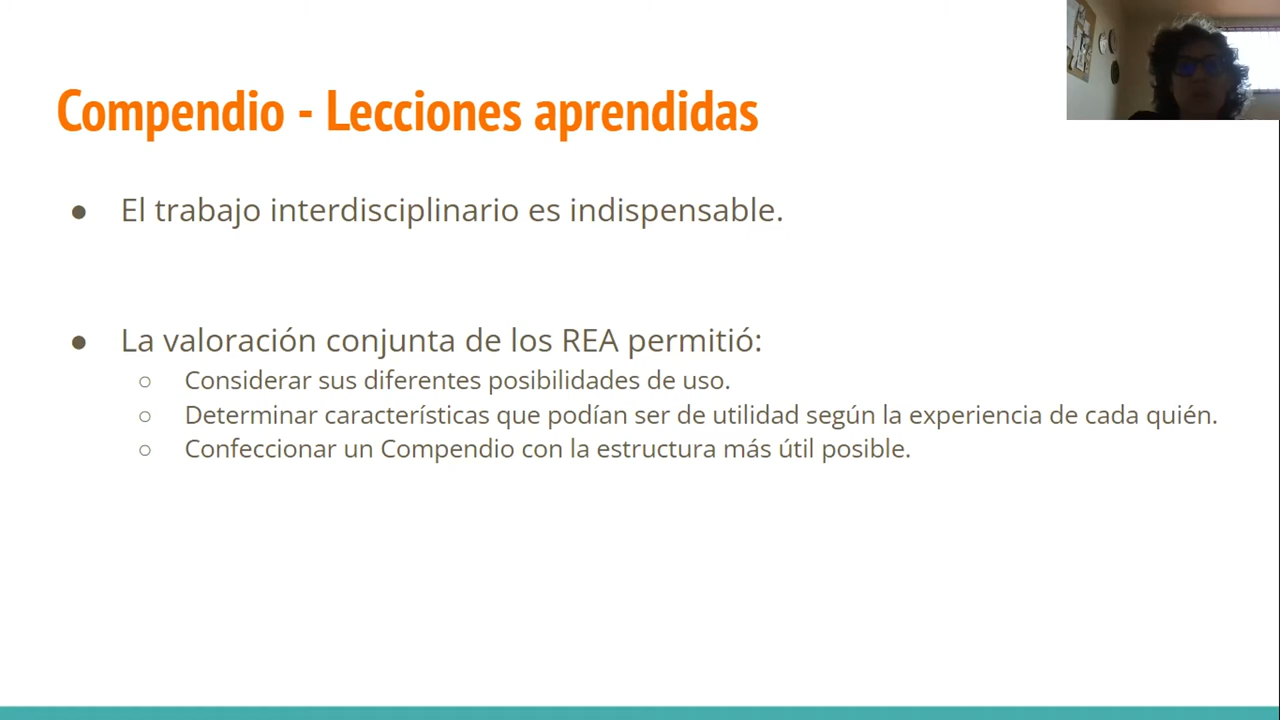 Compendio - Lecciones aprendidas
● El trabajo interdisciplinario es indispensable.
● La valoración conjunta de los REA permitió:
○ Considerar sus diferentes posibilidades de uso.
○ Determinar características que podían ser de utilidad según la experiencia de cada quién.
○ Confeccionar un Compendio con la estructura más útil posible.